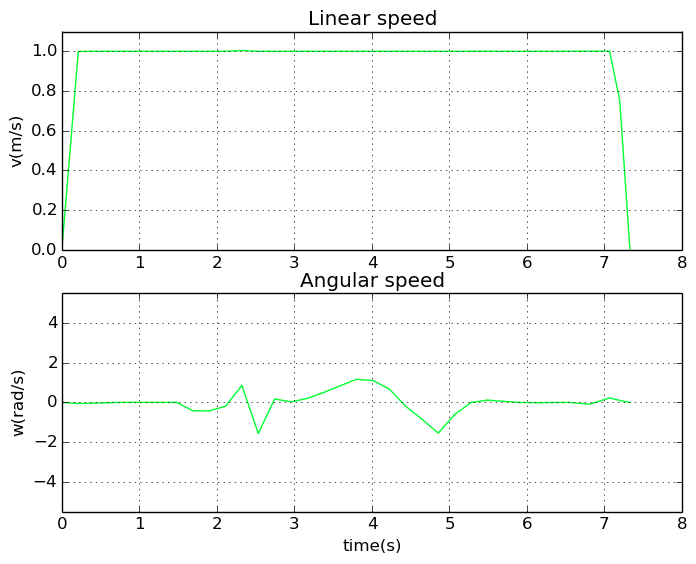 Linear speed
1.0
0.8
0.6
0.4
0.2
0.0
v(m/s)
0 1 2 3 4 5 6 7 8
Angular speed
4
2
0
−2
−4
w(rad/s)
0 1 2 3 4 5 6 7 8
time(s)